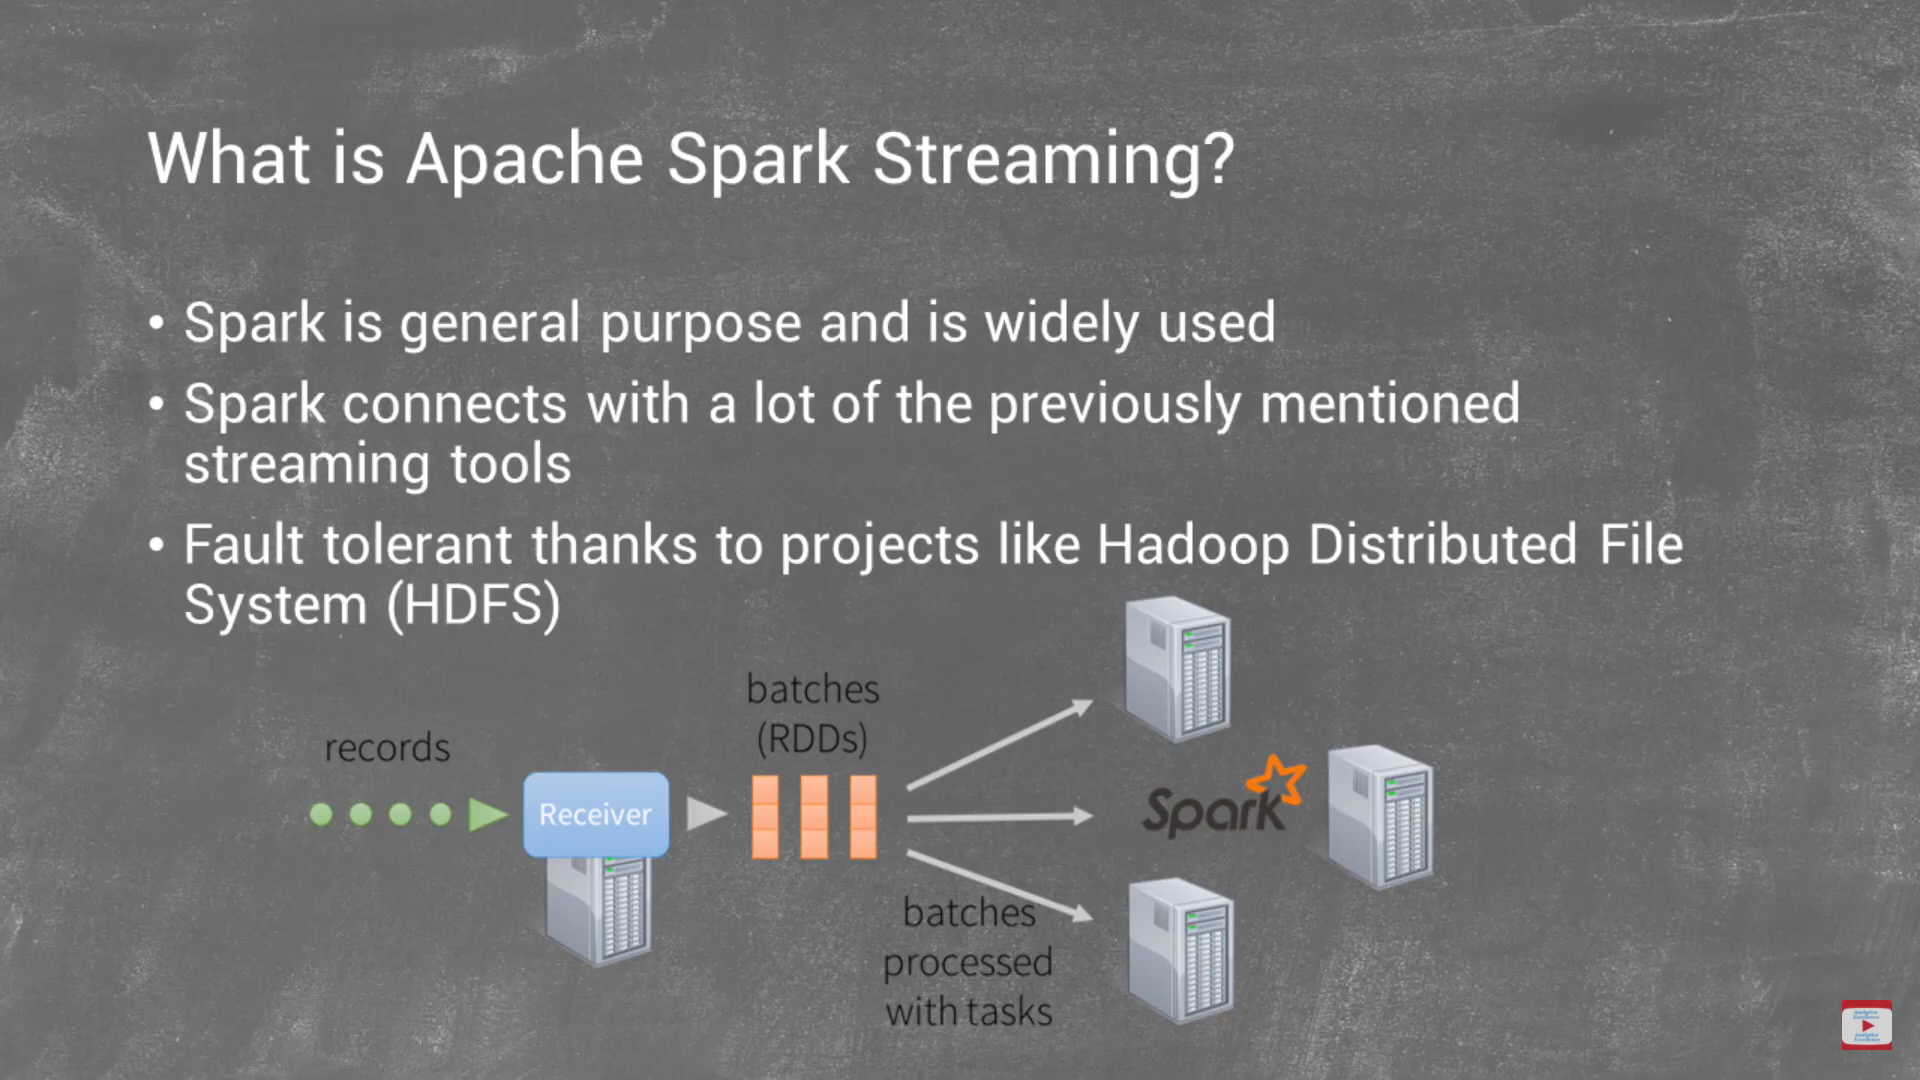 What is Apache Spark Streaming?
• Spark is general purpose and is widely used
• Spark connects with a lot of the previously mentioned
streaming tools
• Fault tolerant thanks to projects like Hadoop Distributed File
System (HDFS)
records
Receiver
batches
(RDDs)
batches
processed
with tasks
Spark